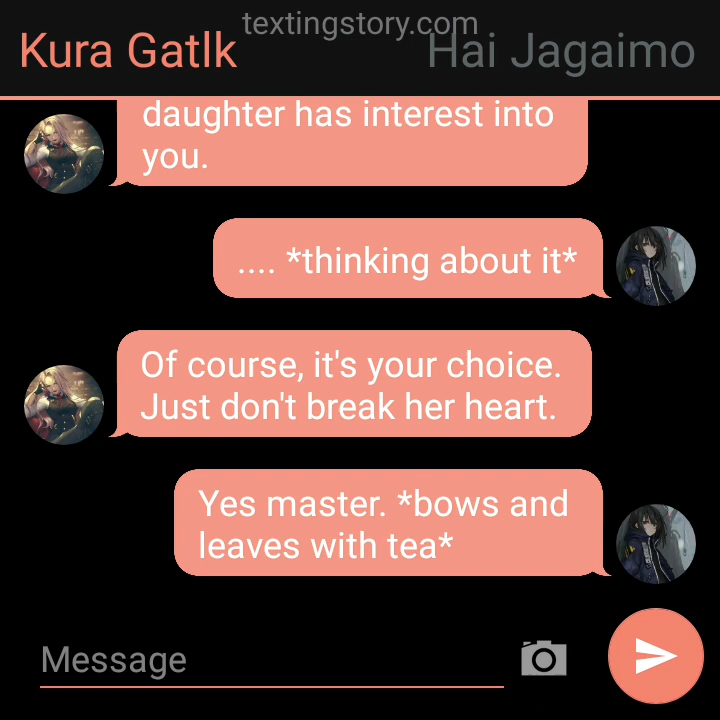 textingstory.com
Kura Gatlk
Hai Jagaimo
daughter has interest into
you.
.... *thinking about it*
Of course, it's your choice.
Just don't break her heart.
Yes master. *bows and
leaves with tea*
Message